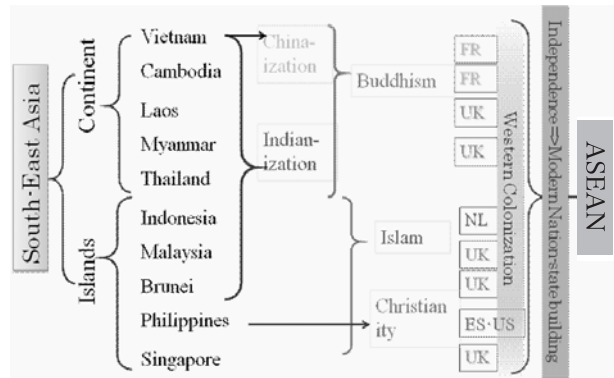 South·East Asia
Continent
Islands
Vietnam
Cambodia
Laos
Myanmar
Thailand
Indonesia
Malaysia
Brunei
Philippines
Singapore
China-
ization
Indian-
ization
Buddhism
Islam
Christian
ity
FR
FR
UK
UK
NL
UK
UK
ES·US
UK
Western Colonization
Independence =>Modern Nation-state building
ASEAN